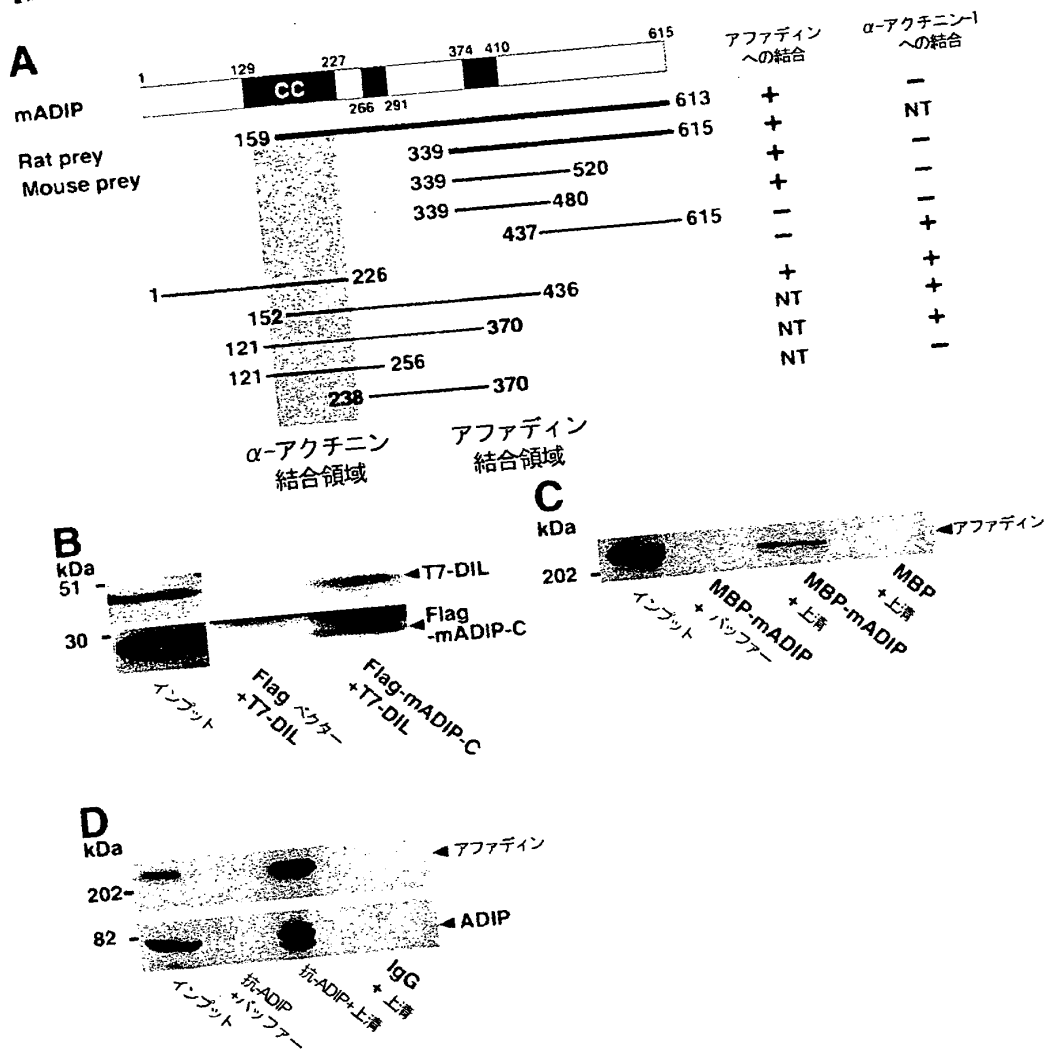 A
アファディン
への結合
α-アクチニン-1
への結合
1
129
227
374
410
615
CC
mADIP
266
291
Rat prey
159
613
+
−
Mouse prey
339
615
+
NT
339
520
+
−
339
480
+
−
437
615
−
−
1
226
−
+
152
436
+
+
121
370
NT
+
121
256
NT
+
238
370
NT
−
α-アクチニン
結合領域
アファディン
結合領域
B
kDa
51
30
T7-DIL
Flag
-mADIP-C
インプット
Flag ベクター
+T7-DIL
Flag-mADIP-C
+T7-DIL
C
kDa
202
アファディン
インプット
MBP-mADIP
+ バッファー
MBP-mADIP
+ 上清
MBP
+ 上清
D
kDa
202
82
アファディン
ADIP
インプット
抗-ADIP
+バッファー
抗-ADIP+上清
IgG
+ 上清